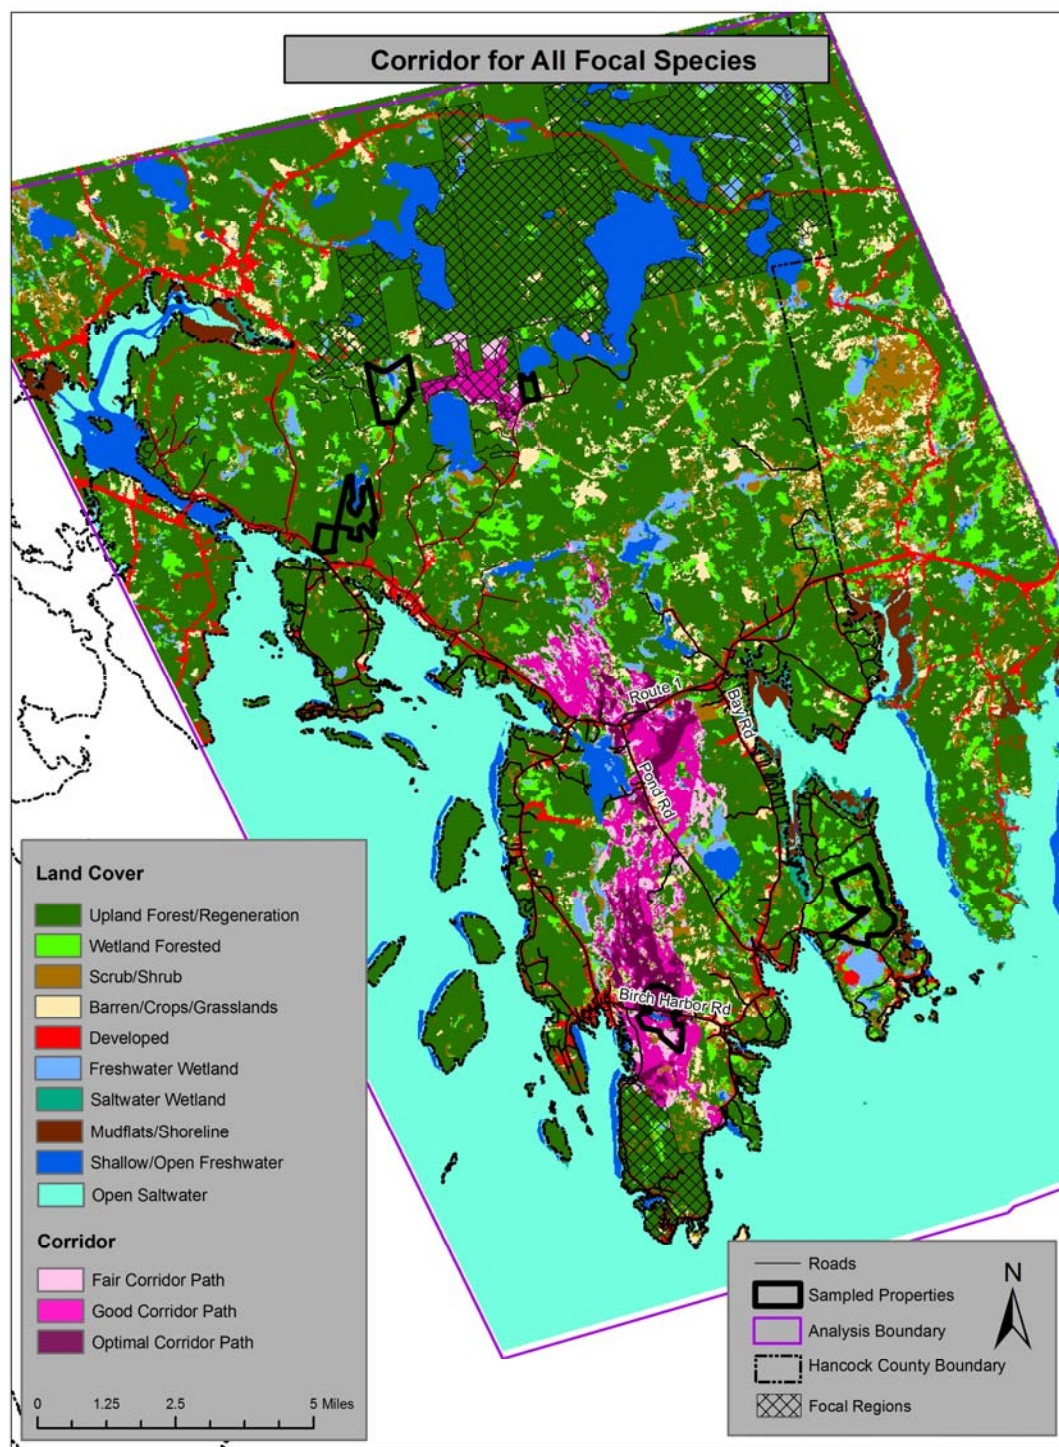 Corridor for All Focal Species
Route 1
Bay Rd
Pond Rd
Birch Harbor Rd
Land Cover
Upland Forest/Regeneration
Wetland Forested
Scrub/Shrub
Barren/Crops/Grasslands
Developed
Freshwater Wetland
Saltwater Wetland
Mudflats/Shoreline
Shallow/Open Freshwater
Open Saltwater
Corridor
Fair Corridor Path
Good Corridor Path
Optimal Corridor Path
0 1.25 2.5 5 Miles
Roads
Sampled Properties
Analysis Boundary
Hancock County Boundary
Focal Regions
N